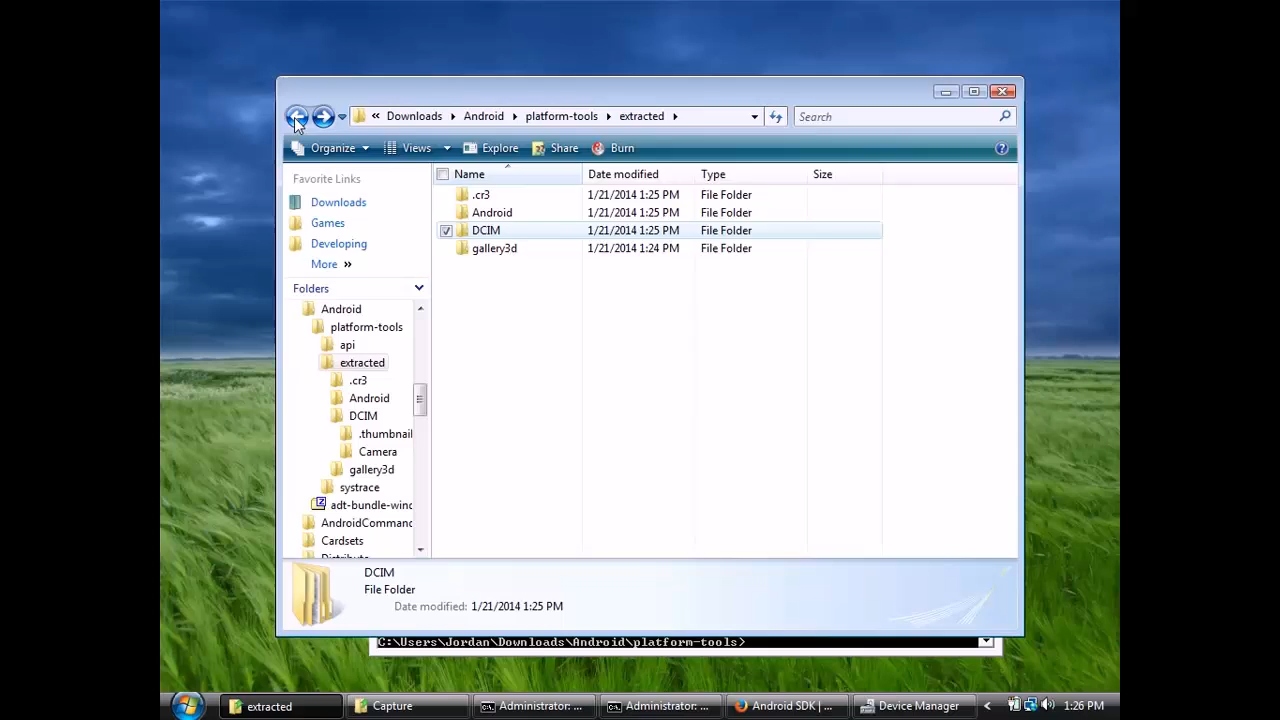 « Downloads Android platform-tools extracted
Search
Organize Views Explore Share Burn
Favorite Links
Downloads
Games
Developing
More »
Folders
Android
platform-tools
api
extracted
.cr3
Android
DCIM
.thumbnail
Camera
gallery3d
systrace
adt-bundle-wind
AndroidCommand
Cardsets
Name Date modified Type Size
.cr3 1/21/2014 1:25 PM File Folder
Android 1/21/2014 1:25 PM File Folder
DCIM 1/21/2014 1:25 PM File Folder
gallery3d 1/21/2014 1:24 PM File Folder
DCIM
File Folder
Date modified: 1/21/2014 1:25 PM
C:\Users\Jordan\Downloads\Android\platform-tools>
extracted Capture Administrator: ... Administrator: ... Android SDK | ... Device Manager < 1:26 PM